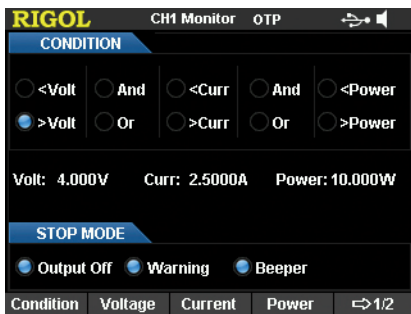 RIGOL CH1 Monitor OTP
CONDITION
<Volt And <Curr And <Power
>Volt Or >Curr Or >Power
Volt: 4.000V Curr: 2.5000A Power: 10.000W
STOP MODE
Output Off Warning Beeper
Condition Voltage Current Power ⇨1/2